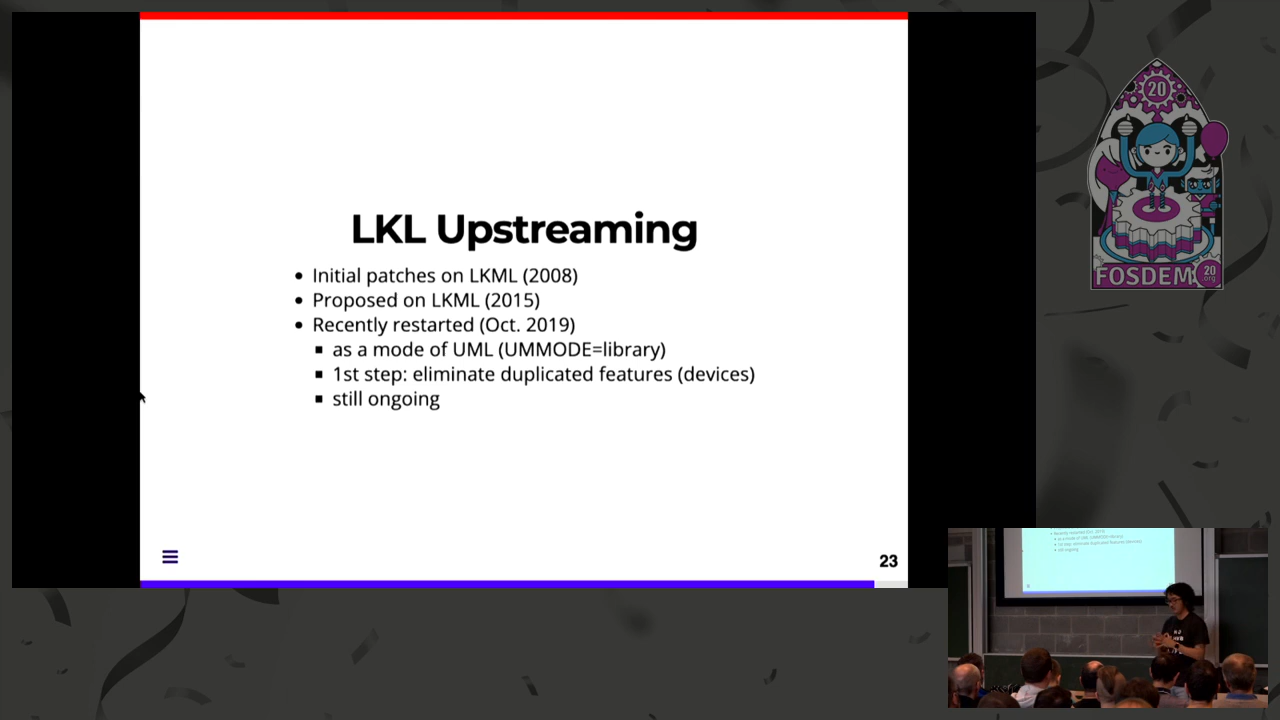 LKL Upstreaming
• Initial patches on LKML (2008)
• Proposed on LKML (2015)
• Recently restarted (Oct. 2019)
▪ as a mode of UML (UMMODE=library)
▪ 1st step: eliminate duplicated features (devices)
▪ still ongoing
23
20
FOSDEM 20
.org